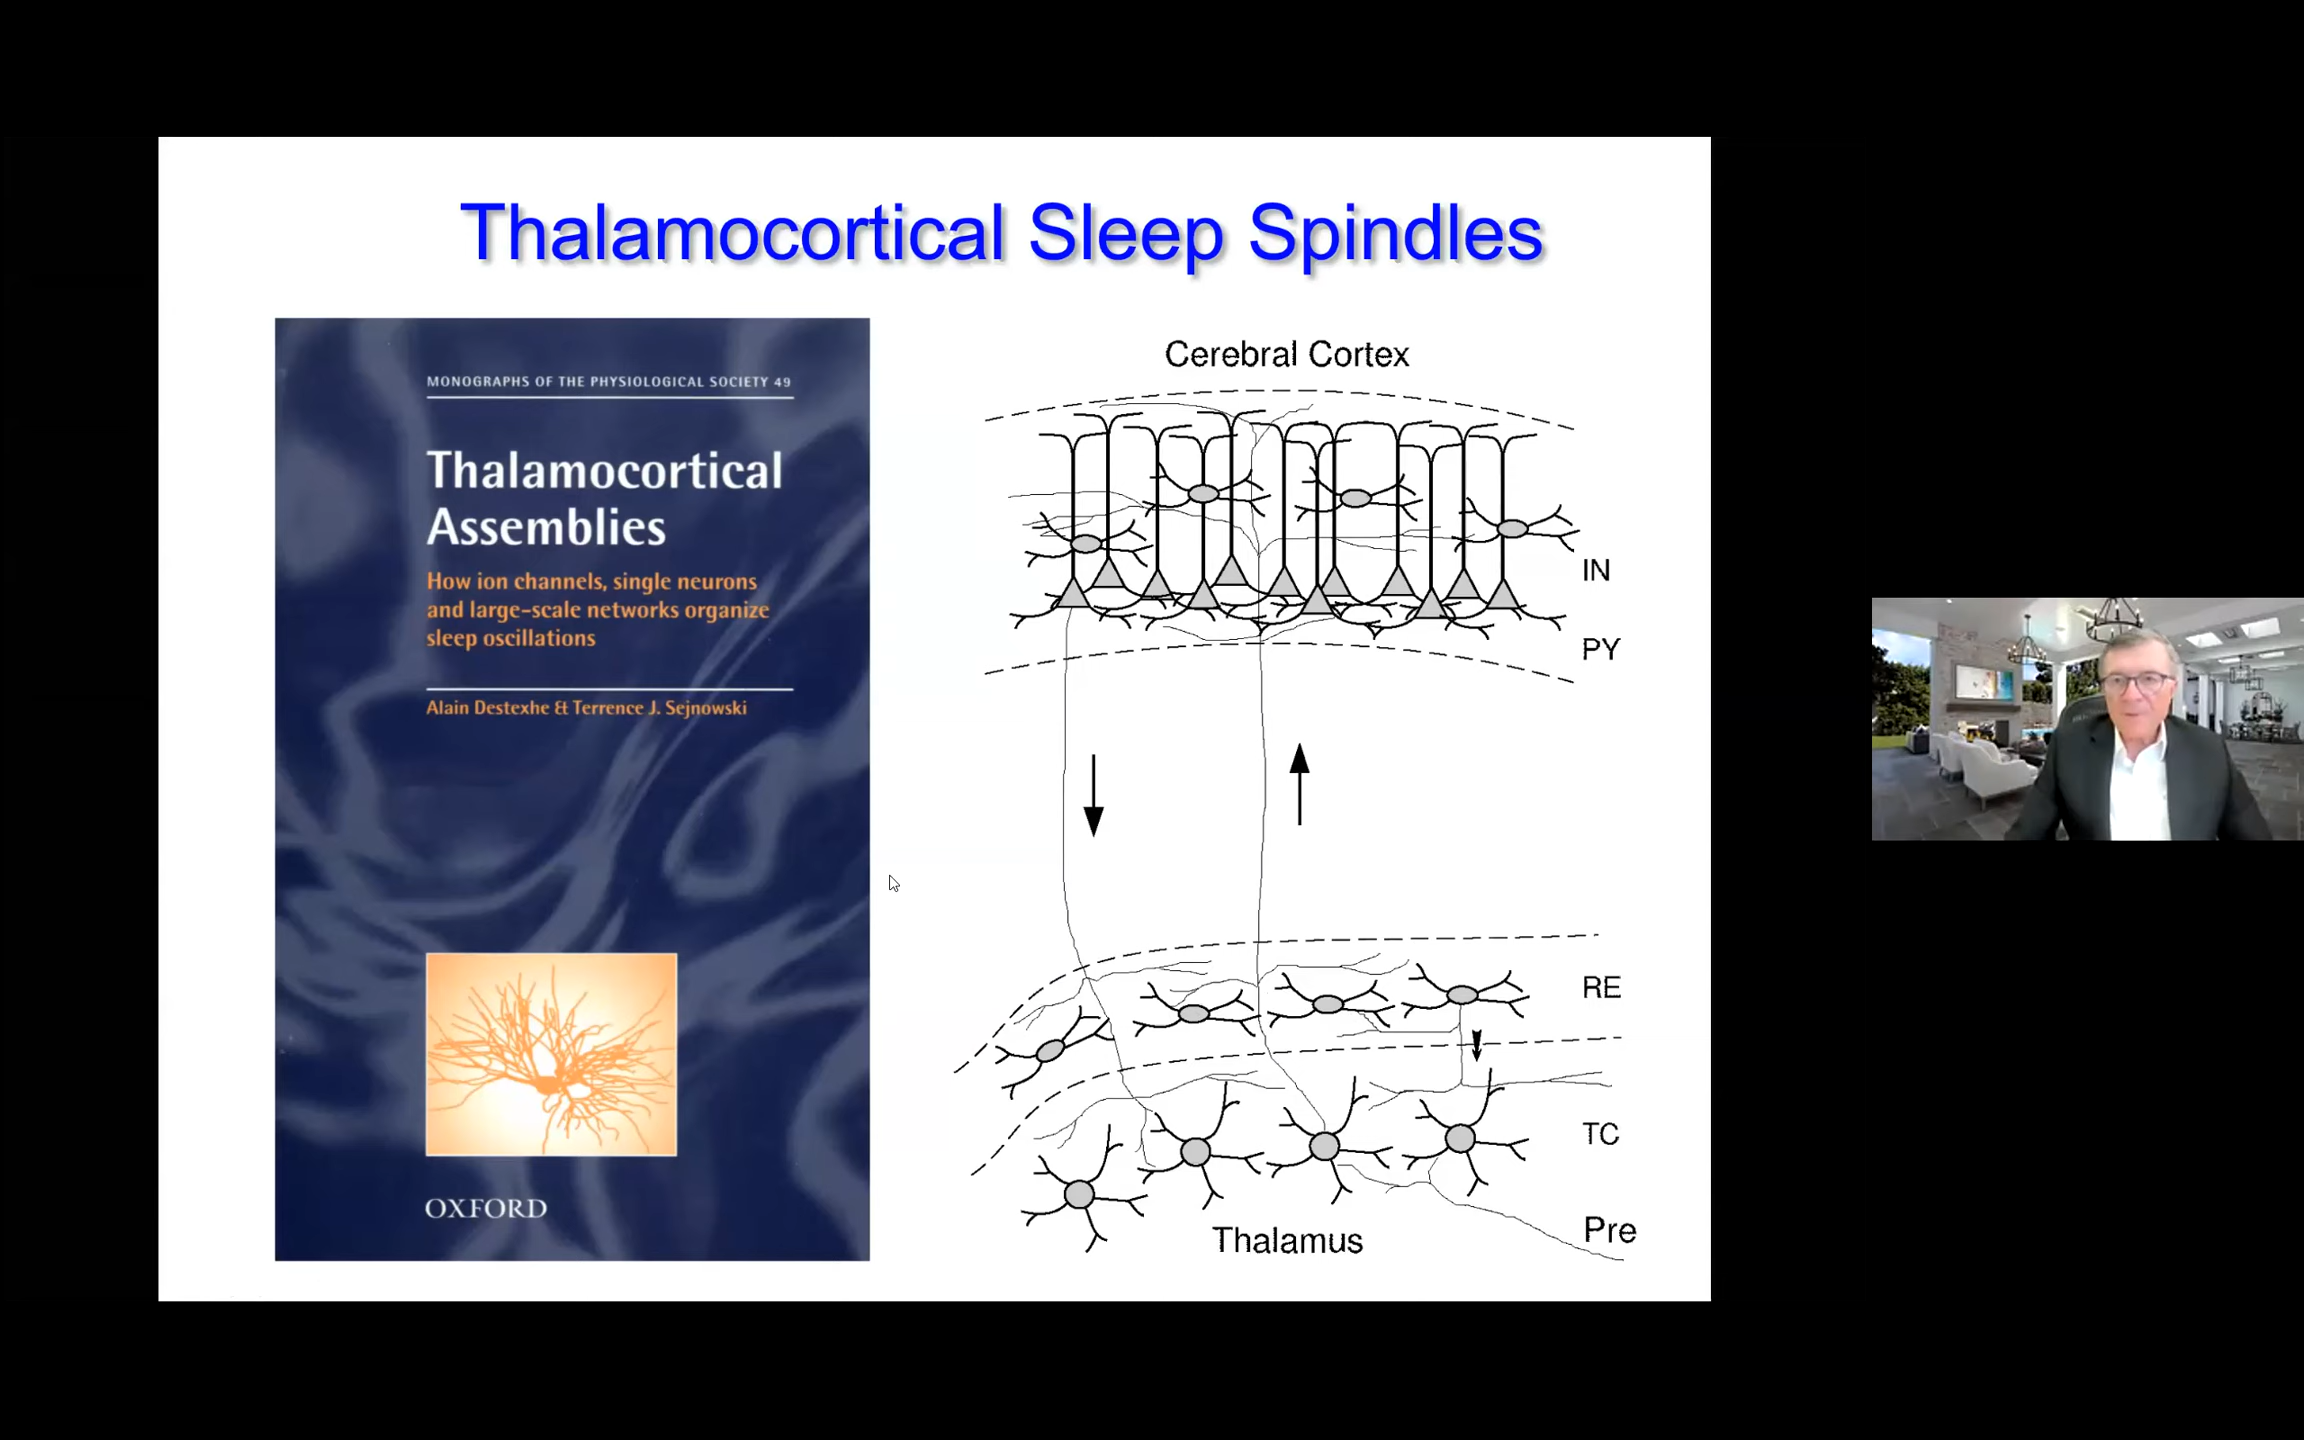 Thalamocortical Sleep Spindles
MONOGRAPHS OF THE PHYSIOLOGICAL SOCIETY 49
Thalamocortical
Assemblies
How ion channels, single neurons
and large-scale networks organize
sleep oscillations
Alain Destexhe & Terrence J. Sejnowski
OXFORD
Cerebral Cortex
IN
PY
RE
TC
Pre
Thalamus